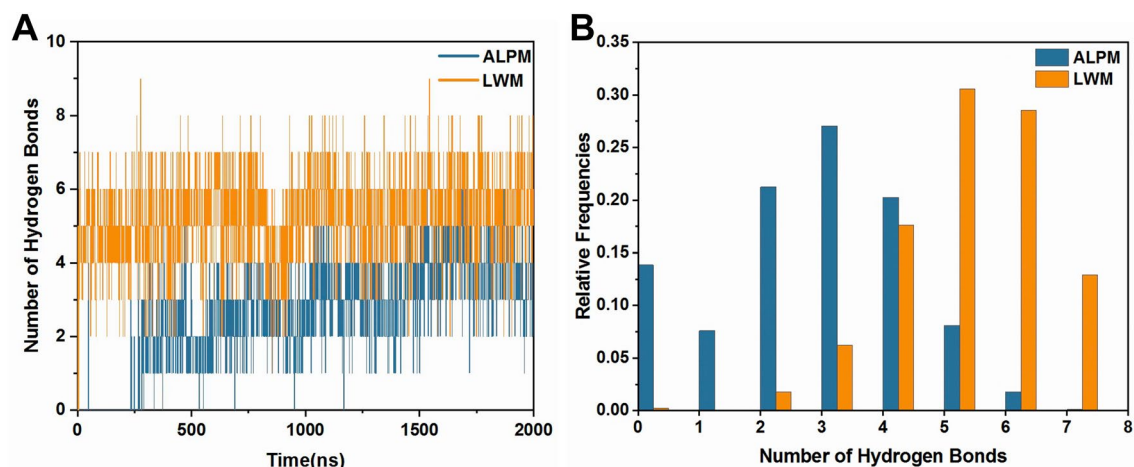 A
Number of Hydrogen Bonds
10
8
6
4
2
0
ALPM
LWM
0
500
1000
1500
2000
Time(ns)
B
Relative Frequencies
0.35
0.30
0.25
0.20
0.15
0.10
0.05
0.00
ALPM
LWM
0
1
2
3
4
5
6
7
8
Number of Hydrogen Bonds